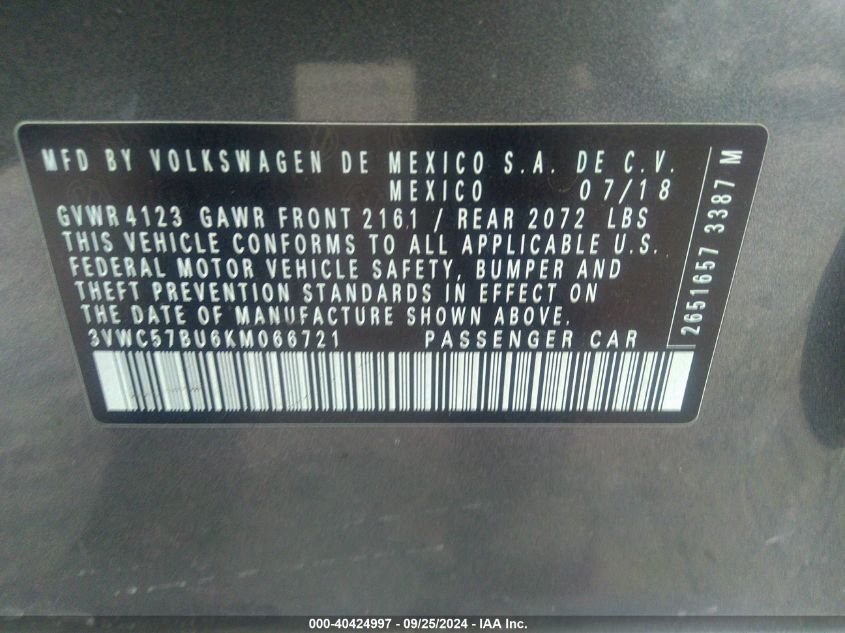 MFD BY VOLKSWAGEN DE MEXICO S.A. DE C.V.
MEXICO 07/18
GVWR 4123 GAWR FRONT 2161 / REAR 2072 LBS
THIS VEHICLE CONFORMS TO ALL APPLICABLE U.S.
FEDERAL MOTOR VEHICLE SAFETY, BUMPER AND
THEFT PREVENTION STANDARDS IN EFFECT ON
THE DATE OF MANUFACTURE SHOWN ABOVE.
3VWC57BU6KM066721 PASSENGER CAR
2651657 3387 M
000-40424997 - 09/25/2024 - IAA Inc.